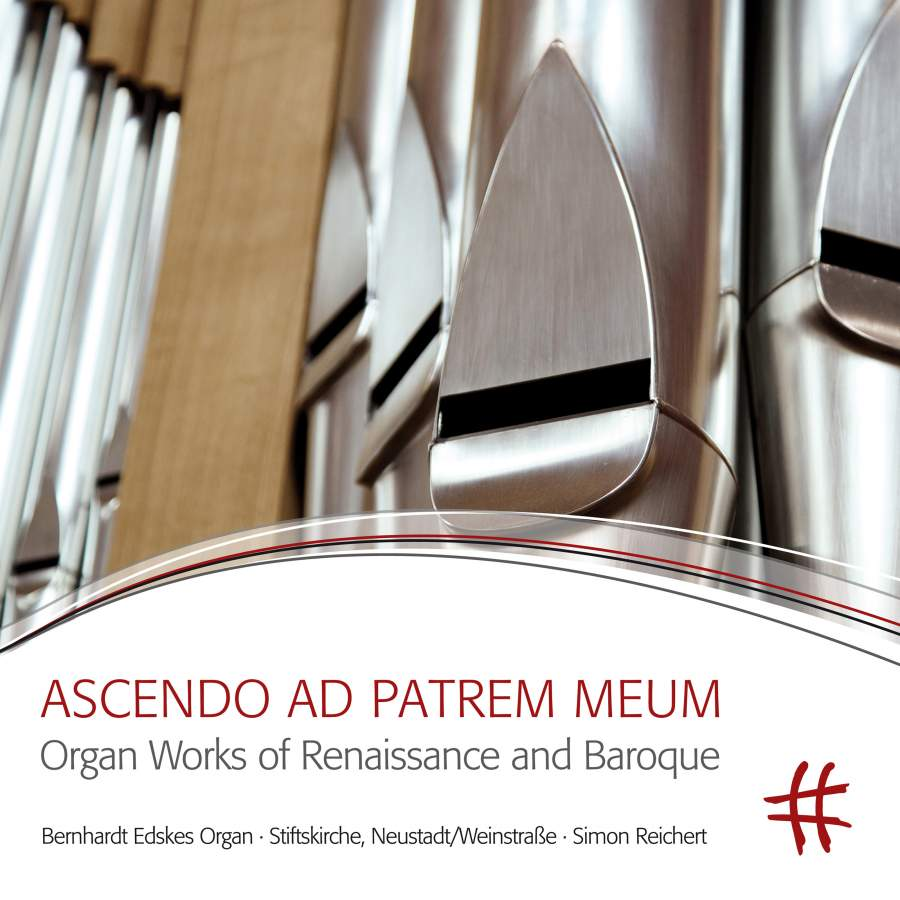 ASCENDO AD PATREM MEUM
Organ Works of Renaissance and Baroque
Bernhardt Edskes Organ · Stiftskirche, Neustadt/Weinstraße · Simon Reichert